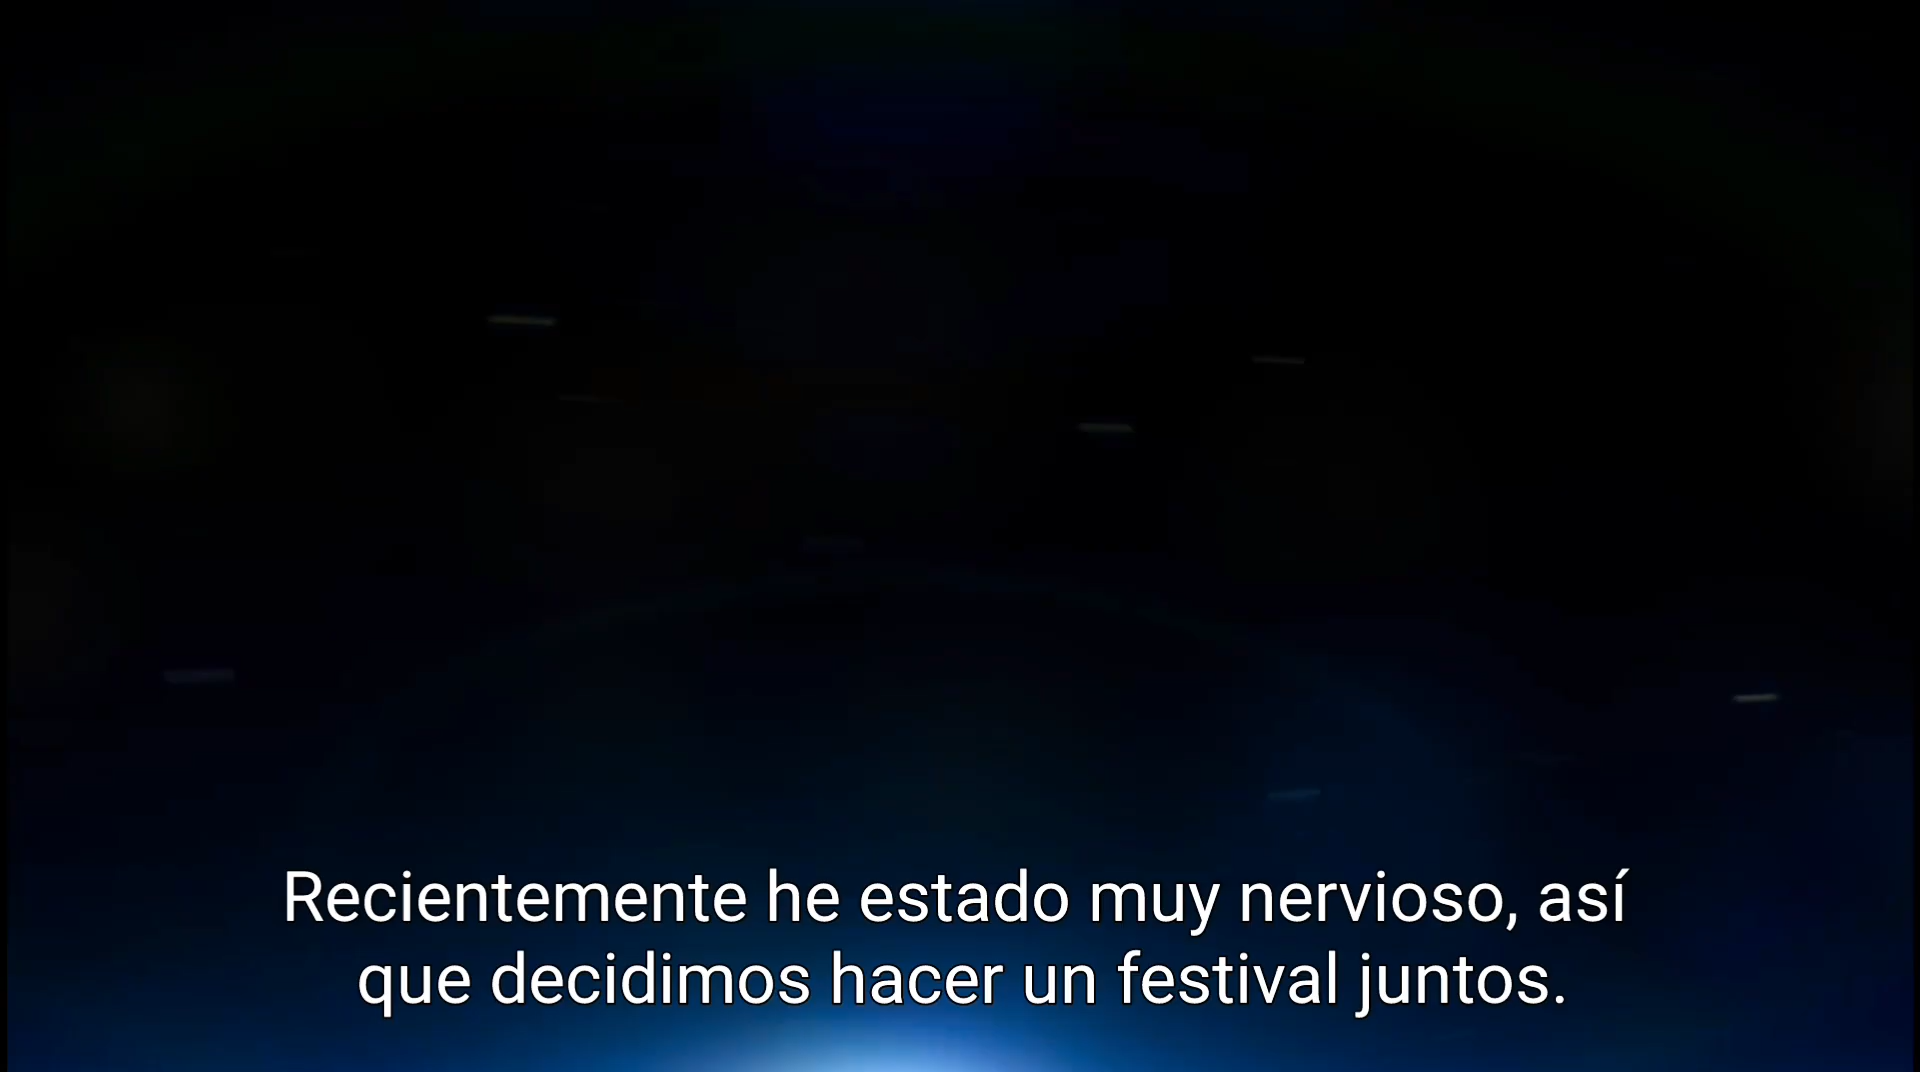 Recientemente he estado muy nervioso, así
que decidimos hacer un festival juntos.